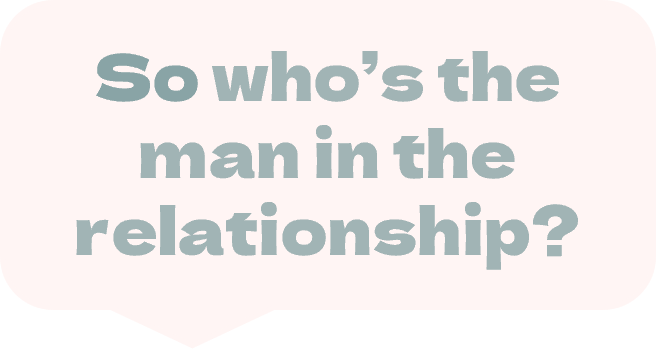 So who's the
man in the
relationship?